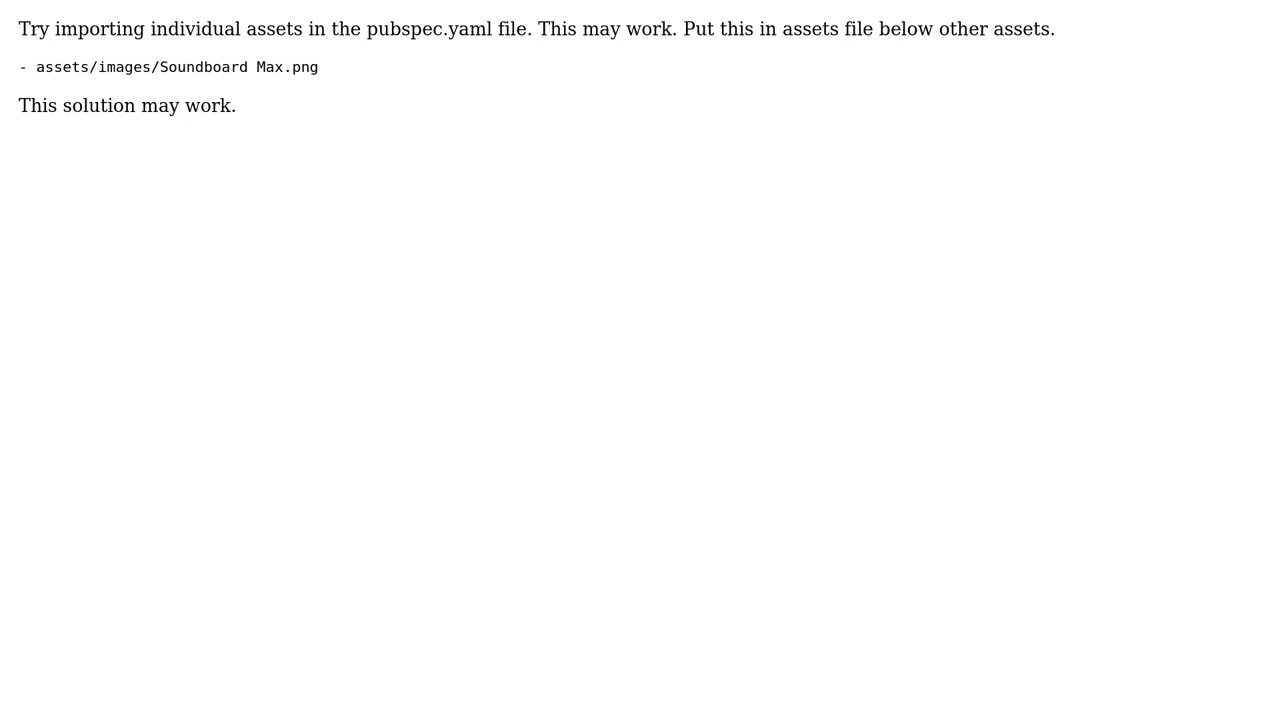 Try importing individual assets in the pubspec.yaml file. This may work. Put this in assets file below other assets.
- assets/images/Soundboard Max.png
This solution may work.